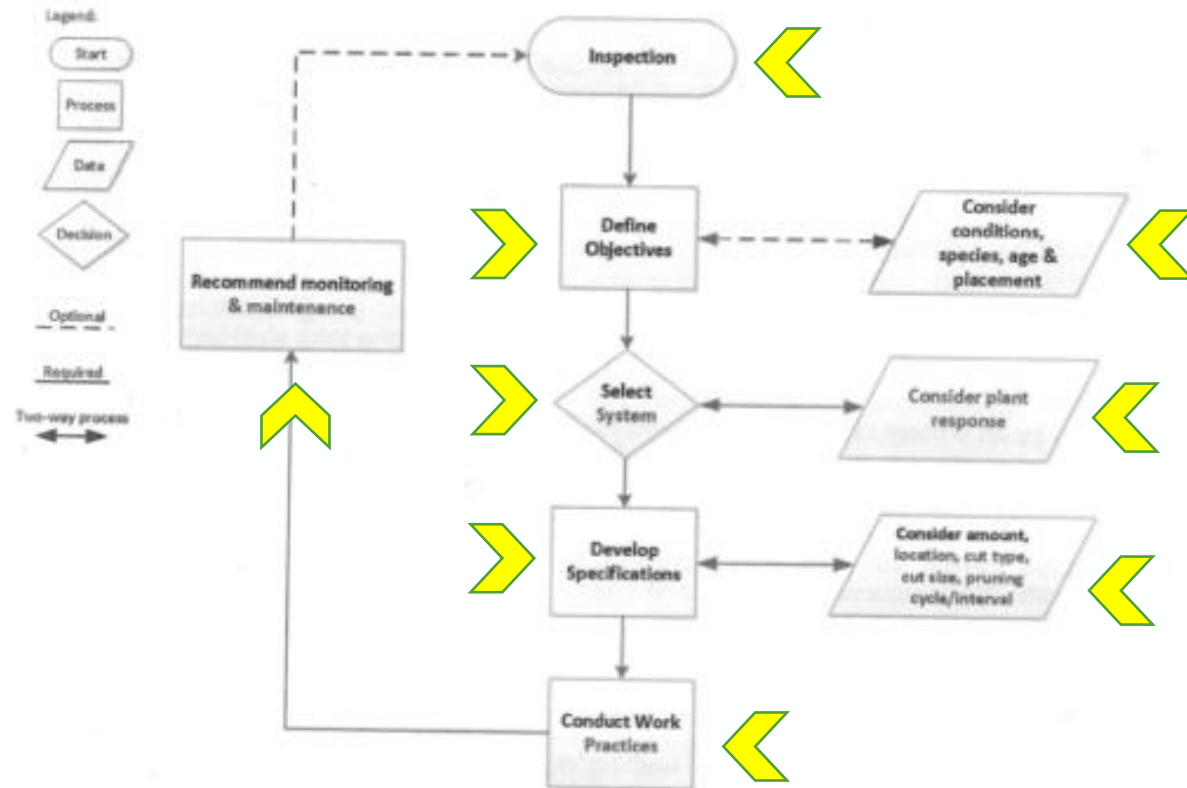 Legend:
Start
Process
Data
Decision
Optional
Required
Two-way process
Inspection
Define
Objectives
Consider
conditions,
species, age &
placement
Recommend monitoring
& maintenance
Select
System
Consider plant
response
Develop
Specifications
Consider amount,
location, cut type,
cut size, pruning
cycle/interval
Conduct Work
Practices